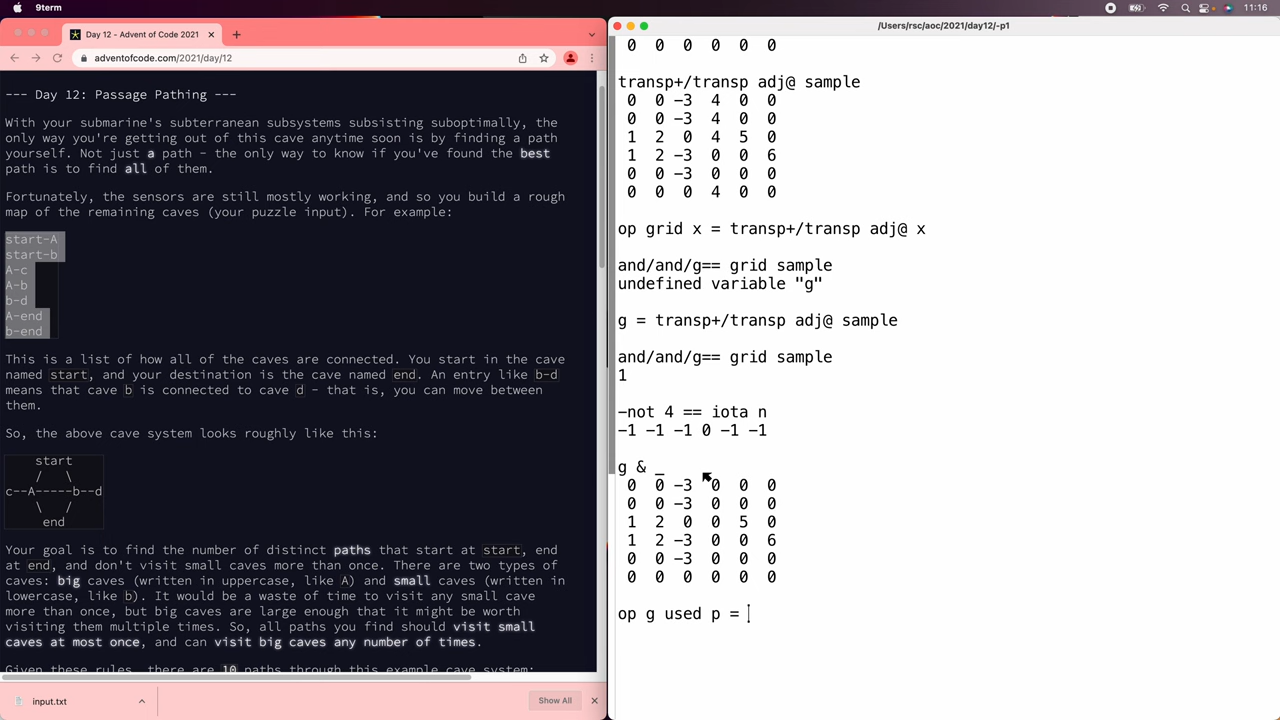 9term
11:16
Day 12 - Advent of Code 2021
adventofcode.com/2021/day/12
--- Day 12: Passage Pathing ---
With your submarine's subterranean subsystems subsisting suboptimally, the
only way you're getting out of this cave anytime soon is by finding a path
yourself. Not just a path - the only way to know if you've found the best
path is to find all of them.
Fortunately, the sensors are still mostly working, and so you build a rough
map of the remaining caves (your puzzle input). For example:
start-A
start-b
A-c
A-b
b-d
A-end
b-end
This is a list of how all of the caves are connected. You start in the cave
named start, and your destination is the cave named end. An entry like b-d
means that cave b is connected to cave d - that is, you can move between
them.
So, the above cave system looks roughly like this:
start
/ \
c--A-----b--d
\ /
end
Your goal is to find the number of distinct paths that start at start, end
at end, and don't visit small caves more than once. There are two types of
caves: big caves (written in uppercase, like A) and small caves (written in
lowercase, like b). It would be a waste of time to visit any small cave
more than once, but big caves are large enough that it might be worth
visiting them multiple times. So, all paths you find should visit small
caves at most once, and can visit big caves any number of times.
Given these rules, there are 10 paths through this example cave system:
input.txt
Show All
/Users/rsc/aoc/2021/day12/-p1
0 0 0 0 0 0
transp+/transp adj@ sample
0 0 -3 4 0 0
0 0 -3 4 0 0
1 2 0 4 5 0
1 2 -3 0 0 6
0 0 -3 0 0 0
0 0 0 4 0 0
op grid x = transp+/transp adj@ x
and/and/g== grid sample
undefined variable "g"
g = transp+/transp adj@ sample
and/and/g== grid sample
1
-not 4 == iota n
-1 -1 -1 0 -1 -1
g & _
0 0 -3 0 0 0
0 0 -3 0 0 0
1 2 0 0 5 0
1 2 -3 0 0 6
0 0 -3 0 0 0
0 0 0 0 0 0
op g used p =